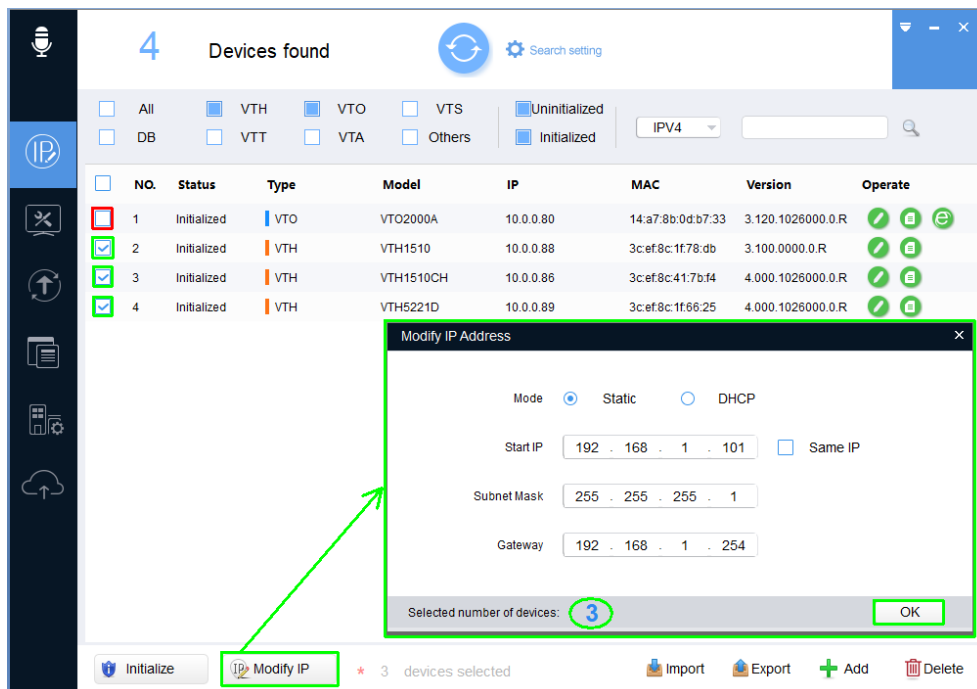 4 Devices found Search setting
All VTH VTO VTS Uninitialized
DB VTT VTA Others Initialized IPV4
NO. Status Type Model IP MAC Version Operate
1 Initialized VTO VTO2000A 10.0.0.80 14:a7:8b:0d:b7:33 3.120.1026000.0.R
2 Initialized VTH VTH1510 10.0.0.88 3c:ef:8c:1f:78:db 3.100.0000.0.R
3 Initialized VTH VTH1510CH 10.0.0.86 3c:ef:8c:41:7b:f4 4.000.1026000.0.R
4 Initialized VTH VTH5221D 10.0.0.89 3c:ef:8c:1f:66:25 4.000.1026000.0.R
Modify IP Address
Mode Static DHCP
Start IP 192 . 168 . 1 . 101 Same IP
Subnet Mask 255 . 255 . 255 . 1
Gateway 192 . 168 . 1 . 254
Selected number of devices: 3 OK
Initialize IP Modify IP * 3 devices selected Import Export Add Delete
IP